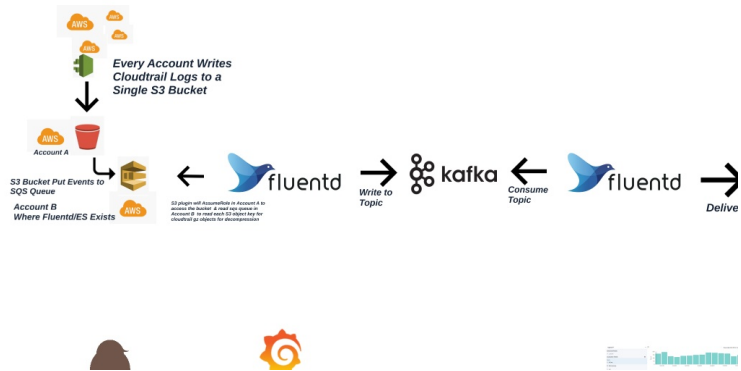 AWS
AWS
AWS
AWS
Every Account Writes
Cloudtrail Logs to a
Single S3 Bucket
AWS
Account A
S3 Bucket Put Events to
SQS Queue
Account B
Where Fluentd/ES Exists
AWS
S3 plugin will AssumeRole in Account A to
access the bucket & read sqs queue in
Account B to read each S3 object key for
cloudtrail gz objects for decompression
fluentd
Write to
Topic
kafka
Consume
Topic
fluentd
Delive